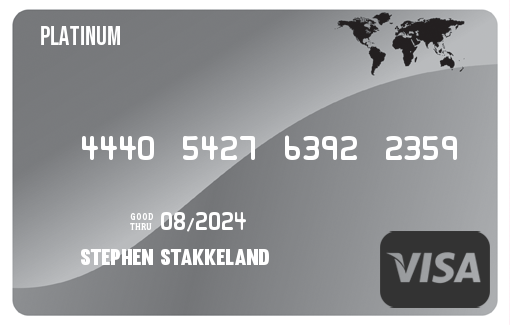 PLATINUM
4440 5427 6392 2359
GOOD THRU 08/2024
STEPHEN STAKKELAND
VISA